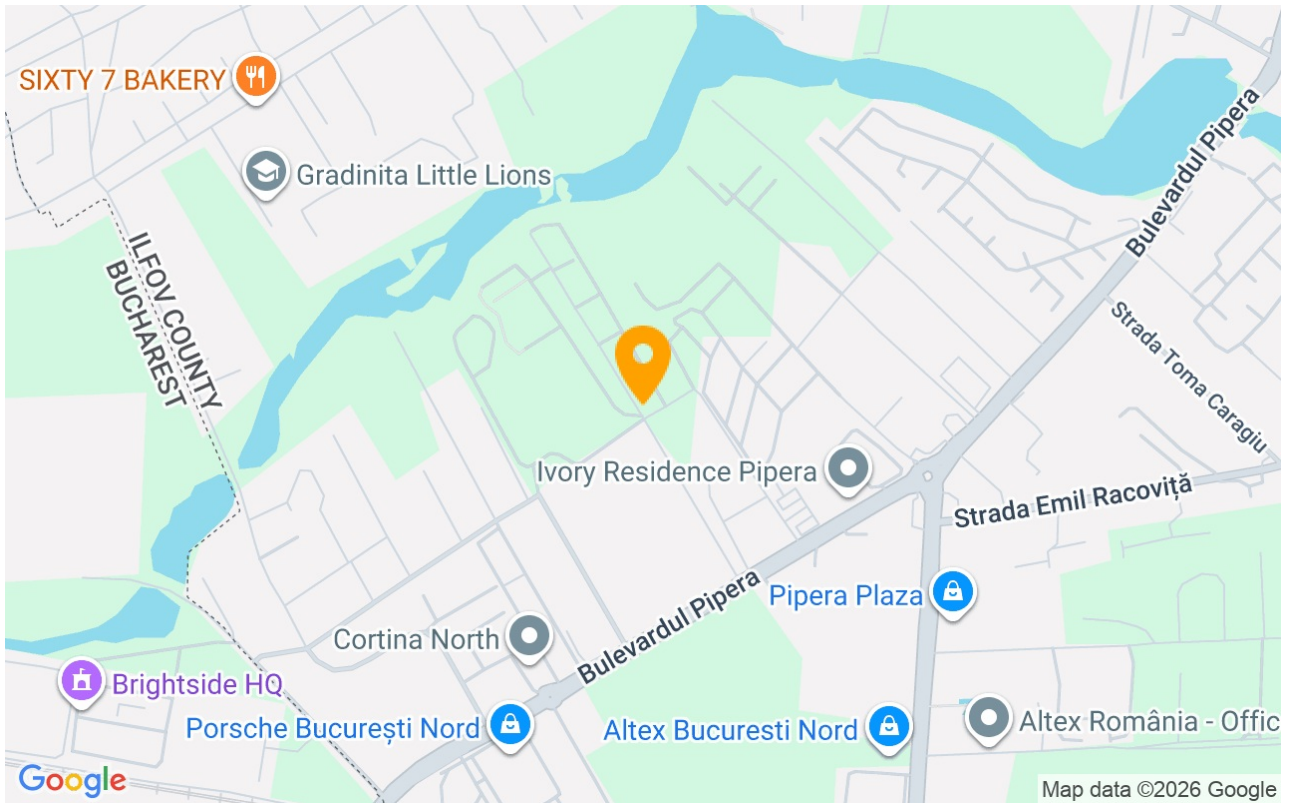 SIXTY 7 BAKERY
Gradinita Little Lions
Bulevardul Pipera
ILFOV COUNTY
BUCHAREST
Strada Toma Caragiu
Ivory Residence Pipera
Strada Emil Racoviță
Bulevardul Pipera
Pipera Plaza
Cortina North
Brightside HQ
Porsche București Nord
Altex Bucuresti Nord
Altex România - Offic
Google
Map data ©2026 Google